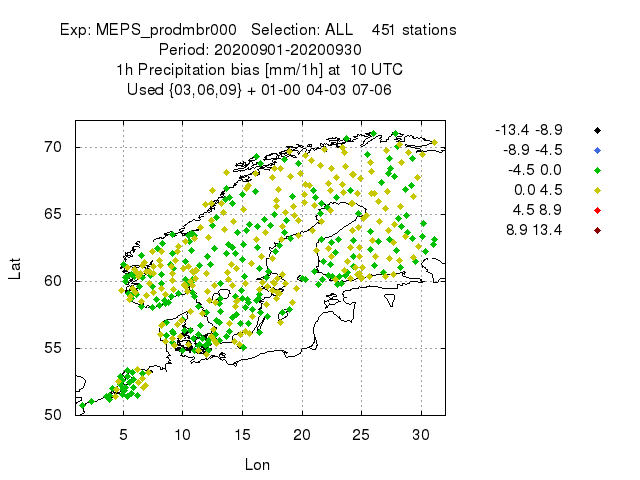 Exp: MEPS_prodmbr000 Selection: ALL 451 stations
Period: 20200901-20200930
1h Precipitation bias [mm/1h] at 10 UTC
Used {03,06,09} + 01-00 04-03 07-06
-13.4 -8.9
-8.9 -4.5
-4.5 0.0
0.0 4.5
4.5 8.9
8.9 13.4
70
65
60
55
50
Lat
5 10 15 20 25 30
Lon